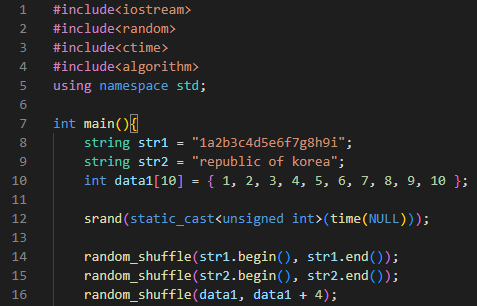 1 #include<iostream>
2 #include<random>
3 #include<ctime>
4 #include<algorithm>
5 using namespace std;
6
7 int main(){
8     string str1 = "1a2b3c4d5e6f7g8h9i";
9     string str2 = "republic of korea";
10     int data1[10] = { 1, 2, 3, 4, 5, 6, 7, 8, 9, 10 };
11
12     srand(static_cast<unsigned int>(time(NULL)));
13
14     random_shuffle(str1.begin(), str1.end());
15     random_shuffle(str2.begin(), str2.end());
16     random_shuffle(data1, data1 + 4);